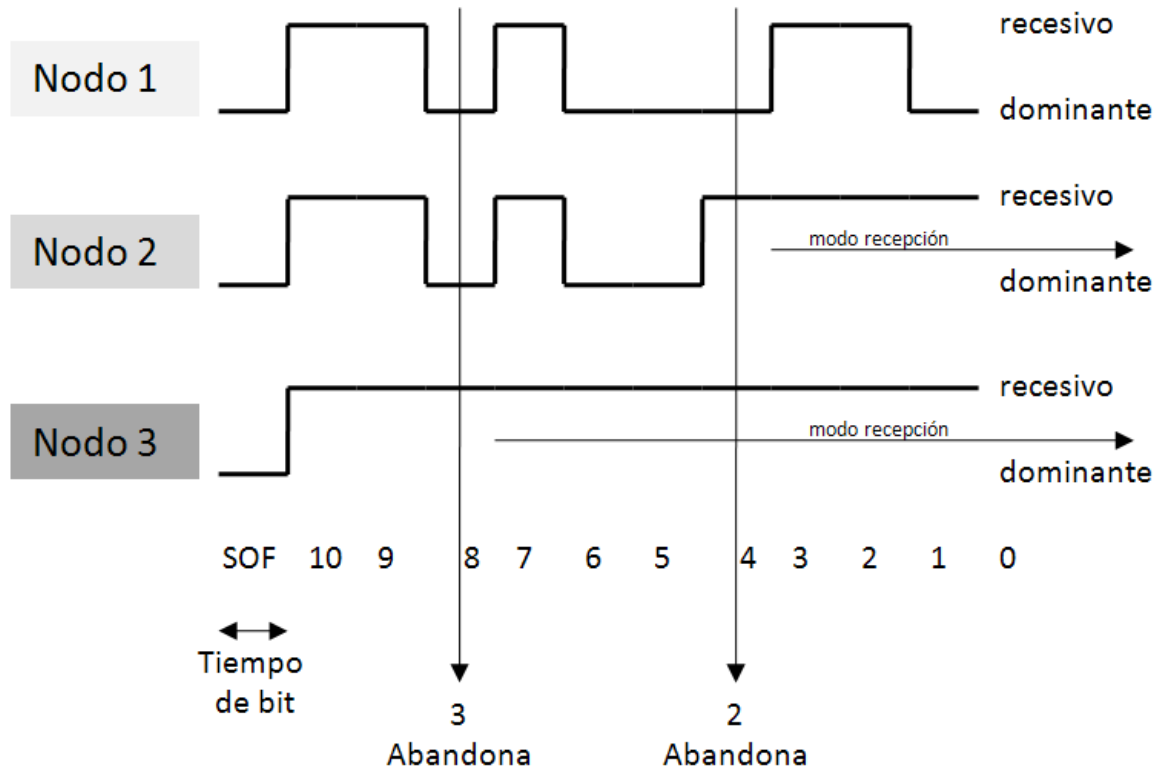 recesivo
Nodo 1
dominante
recesivo
Nodo 2
modo recepción
dominante
recesivo
Nodo 3
modo recepción
dominante
SOF 10 9 8 7 6 5 4 3 2 1 0
Tiempo
de bit
3
Abandona
2
Abandona